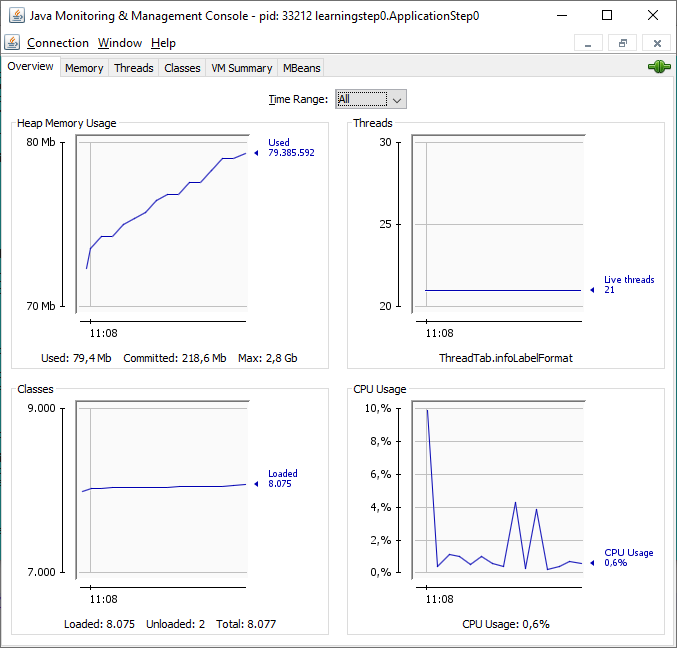 Java Monitoring & Management Console - pid: 33212 learningstep0.ApplicationStep0
Connection Window Help
Overview Memory Threads Classes VM Summary MBeans
Time Range: All
Heap Memory Usage
80 Mb
70 Mb
Used
79.385.592
11:08
Used: 79,4 Mb Committed: 218,6 Mb Max: 2,8 Gb
Threads
30
25
20
Live threads
21
11:08
ThreadTab.infoLabelFormat
Classes
9.000
7.000
Loaded
8.075
11:08
Loaded: 8.075 Unloaded: 2 Total: 8.077
CPU Usage
10,%
8,%
6,%
4,%
2,%
0,%
CPU Usage
0,6%
11:08
CPU Usage: 0,6%